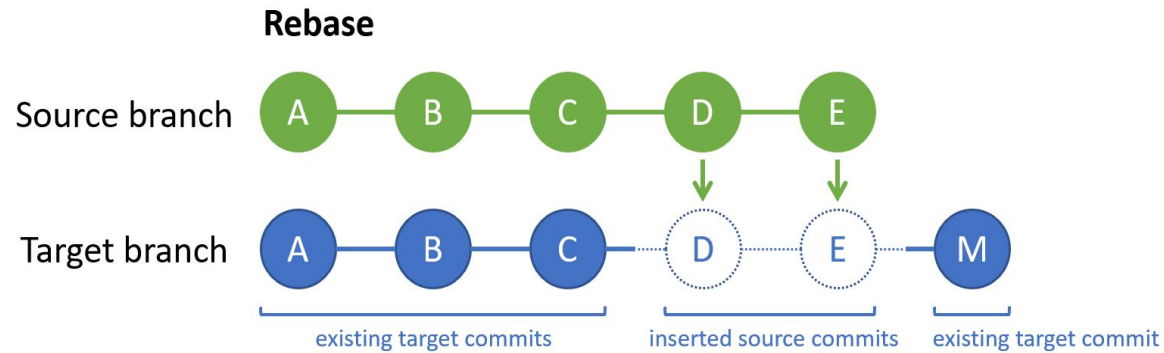 Rebase
Source branch A B C D E
Target branch A B C D E M
existing target commits inserted source commits existing target commit